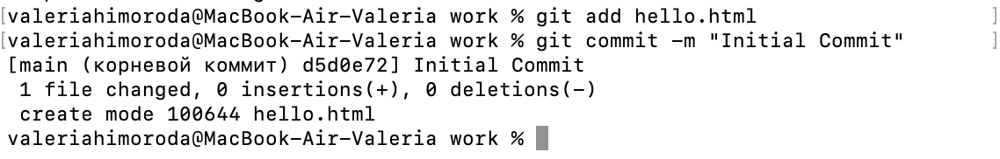 [valeriahimoroda@MacBook-Air-Valeria work % git add hello.html ]
[valeriahimoroda@MacBook-Air-Valeria work % git commit -m "Initial Commit" ]
[main (корневой коммит) d5d0e72] Initial Commit
 1 file changed, 0 insertions(+), 0 deletions(-)
 create mode 100644 hello.html
valeriahimoroda@MacBook-Air-Valeria work %